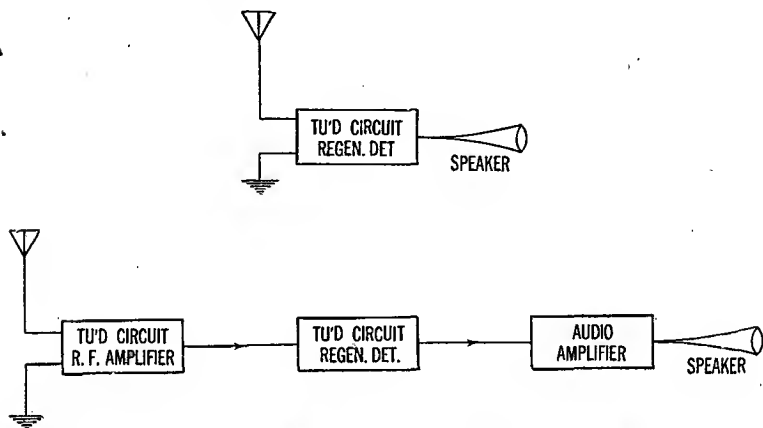 TU'D CIRCUIT
REGEN. DET
SPEAKER
TU'D CIRCUIT
R. F. AMPLIFIER
TU'D CIRCUIT
REGEN. DET.
AUDIO
AMPLIFIER
SPEAKER